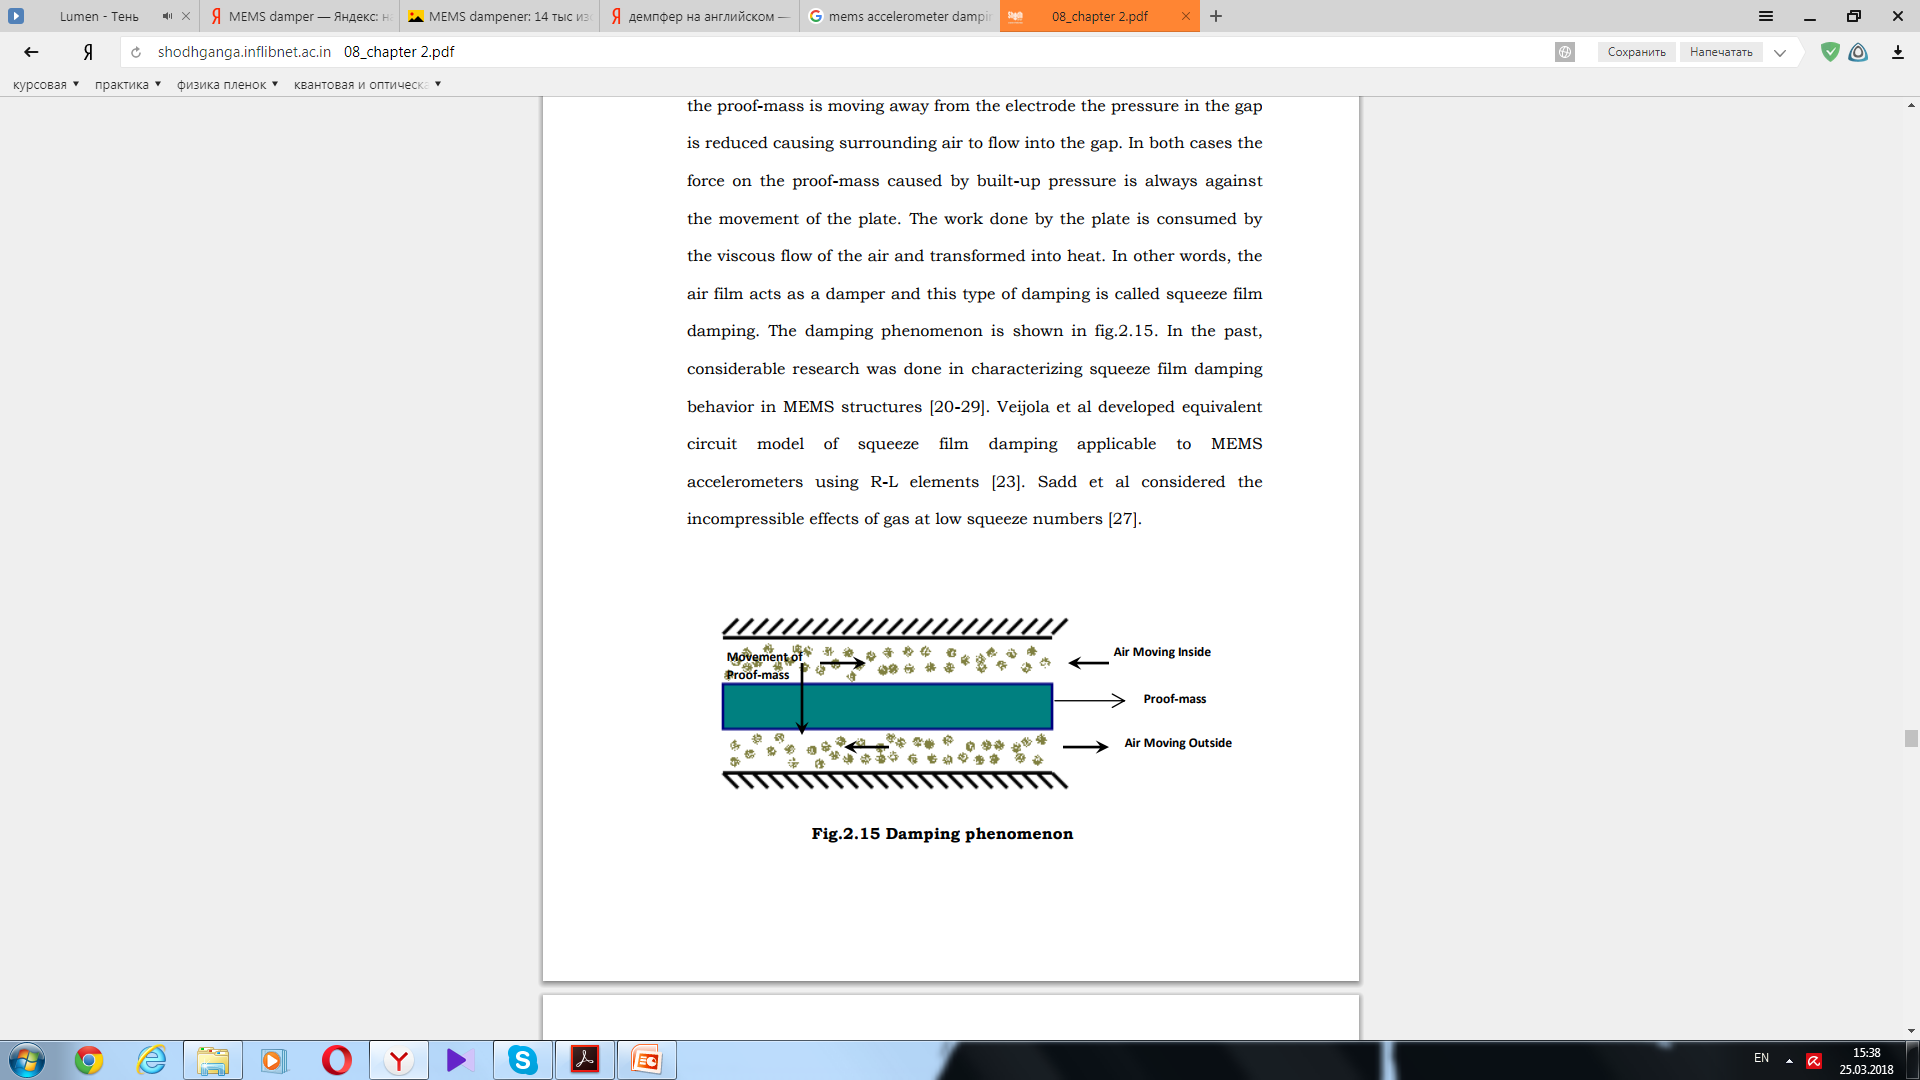 Lumen - Тень
MEMS damper — Яндекс: н
MEMS dampener: 14 тыс из
демпфер на английском —
mems accelerometer dampi
08_chapter 2.pdf
shodhganga.inflibnet.ac.in 08_chapter 2.pdf
Сохранить
Напечатать
курсовая
практика
физика пленок
квантовая и оптическа
the proof-mass is moving away from the electrode the pressure in the gap
is reduced causing surrounding air to flow into the gap. In both cases the
force on the proof-mass caused by built-up pressure is always against
the movement of the plate. The work done by the plate is consumed by
the viscous flow of the air and transformed into heat. In other words, the
air film acts as a damper and this type of damping is called squeeze film
damping. The damping phenomenon is shown in fig.2.15. In the past,
considerable research was done in characterizing squeeze film damping
behavior in MEMS structures [20-29]. Veijola et al developed equivalent
circuit model of squeeze film damping applicable to MEMS
accelerometers using R-L elements [23]. Sadd et al considered the
incompressible effects of gas at low squeeze numbers [27].
Movement of
Proof-mass
Air Moving Inside
Proof-mass
Air Moving Outside
Fig.2.15 Damping phenomenon
EN
15:38
25.03.2018